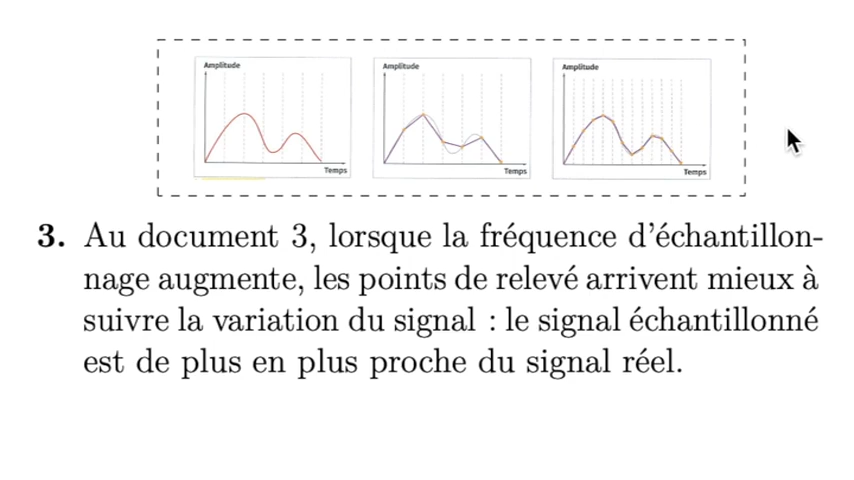 Amplitude
Temps
Amplitude
Temps
Amplitude
Temps
3. Au document 3, lorsque la fréquence d'échantillon-
nage augmente, les points de relevé arrivent mieux à
suivre la variation du signal : le signal échantillonné
est de plus en plus proche du signal réel.